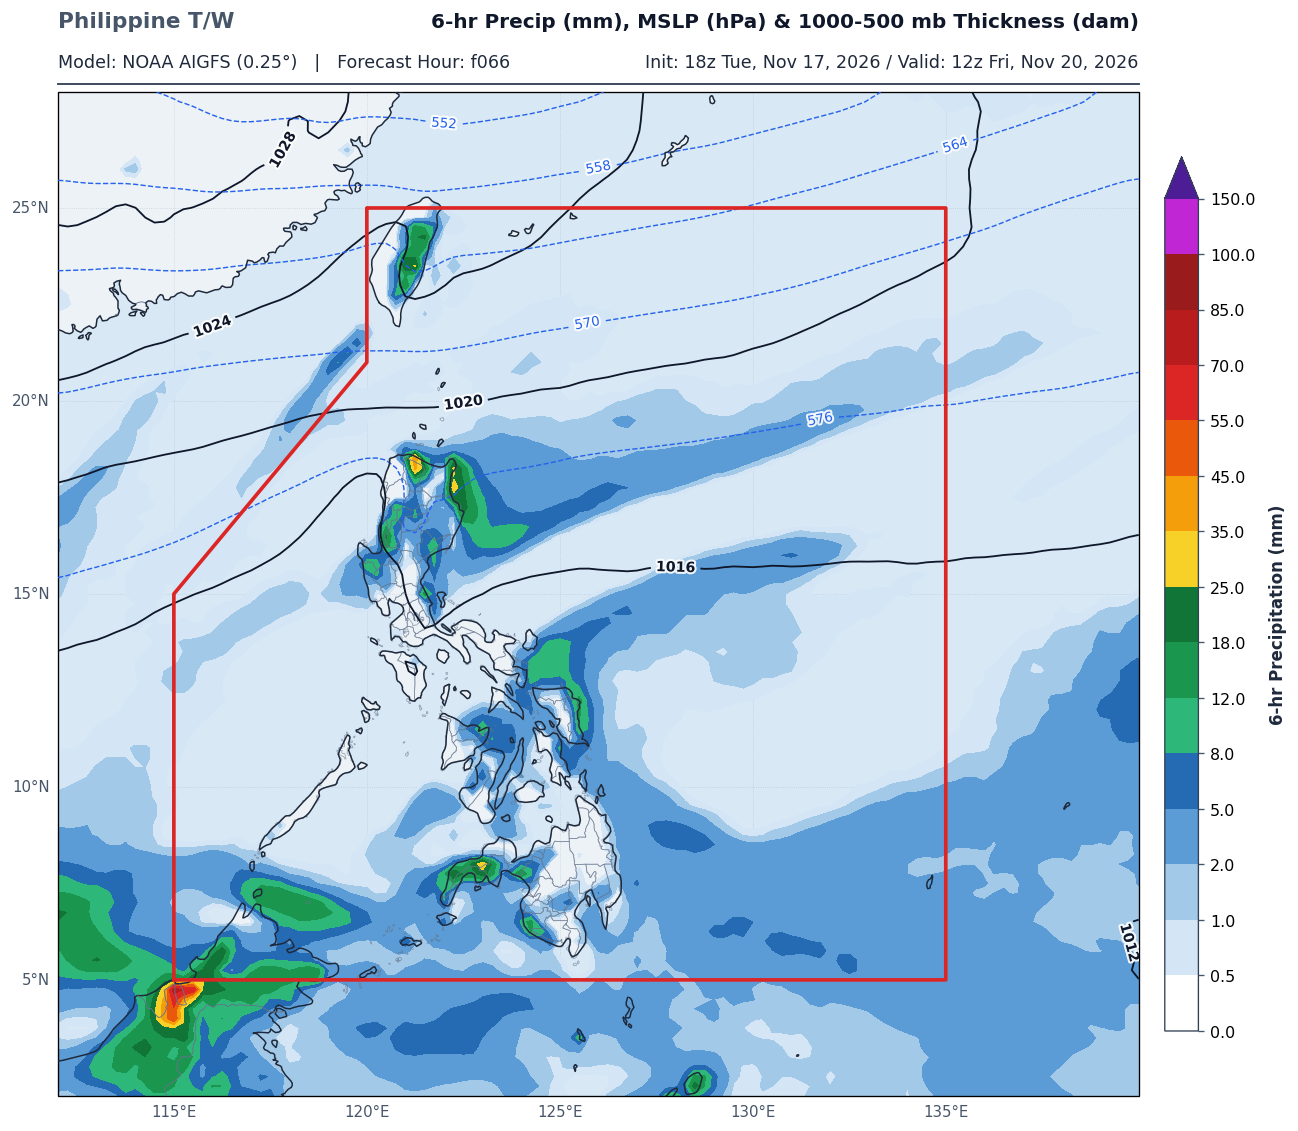 Philippine T/W
6-hr Precip (mm), MSLP (hPa) & 1000-500 mb Thickness (dam)
Model: NOAA AIGFS (0.25°) | Forecast Hour: f066
Init: 18z Tue, Nov 17, 2026 / Valid: 12z Fri, Nov 20, 2026
552
1028
558
564
25°N
1024
570
20°N
1020
576
1016
15°N
10°N
1012
5°N
115°E
120°E
125°E
130°E
135°E
150.0
100.0
85.0
70.0
55.0
45.0
35.0
25.0
18.0
12.0
8.0
5.0
2.0
1.0
0.5
0.0
6-hr Precipitation (mm)